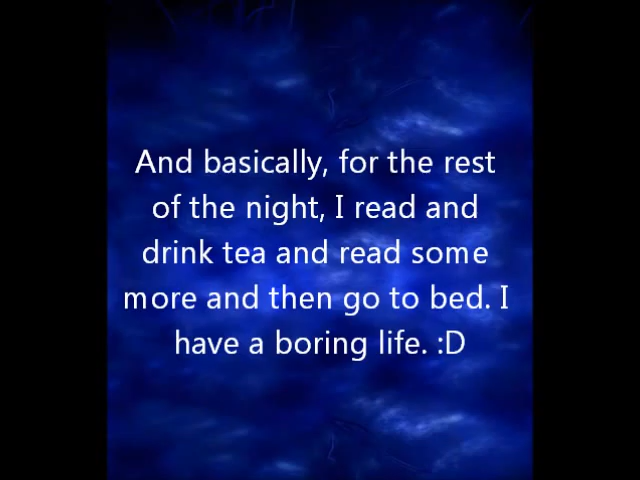 And basically, for the rest
of the night, I read and
drink tea and read some
more and then go to bed. I
have a boring life. :D